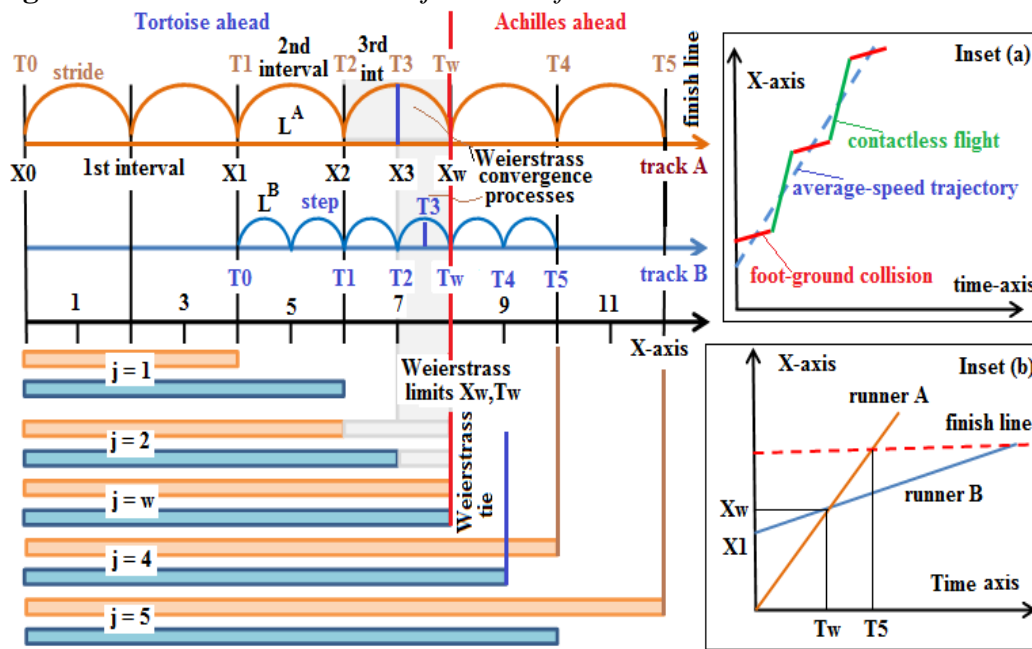 Tortoise ahead
Achilles ahead
T0
stride
T1
2nd
interval
T2
3rd
int
T3
Tw
T4
T5
finish line
L^A
track A
X0
1st interval
X1
X2
X3
Xw
Weierstrass
convergence
processes
L^B
step
T3
track B
T0
T1
T2
Tw
T4
T5
1
3
5
7
9
11
X-axis
j = 1
Weierstrass
limits Xw,Tw
j = 2
j = w
Weierstrass
tie
j = 4
j = 5
Inset (a)
X-axis
contactless flight
average-speed trajectory
foot-ground collision
time-axis
X-axis
Inset (b)
runner A
finish line
runner B
Xw
X1
Time axis
Tw
T5